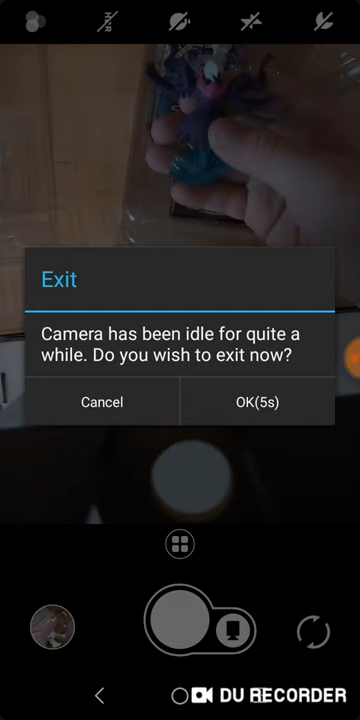 HDR
Exit
Camera has been idle for quite a
while. Do you wish to exit now?
Cancel
OK(5s)
DU RECORDER